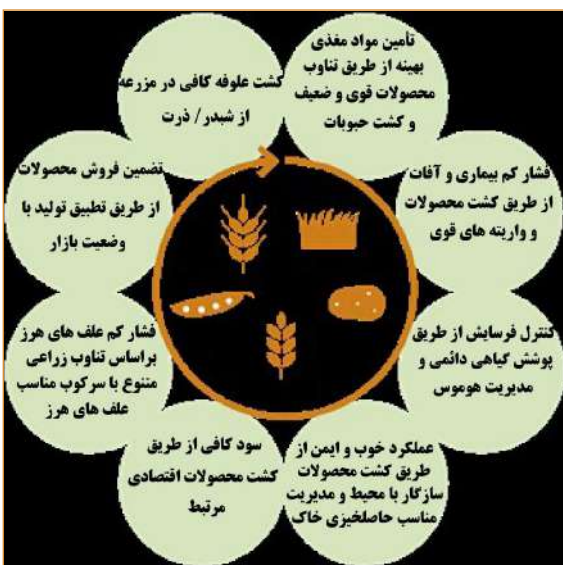 تأمین مواد مغذی
بهینه از طریق تناوب
محصولات قوی و ضعیف
و کشت حبوبات
فشار کم بیماری و آفات
از طریق کشت محصولات
و واریته های قوی
کنترل فرسایش از طریق
پوشش گیاهی دائمی و
مدیریت هوموس
عملکرد خوب و ایمن از
طریق کشت محصولات
سازگار با محیط و مدیریت
مناسب حاصلخیزی خاک
سود کافی از طریق
کشت محصولات اقتصادی
مرتبط
فشار کم علف های هرز
براساس تناوب زراعی
متنوع با سرکوب مناسب
علف های هرز
تضمین فروش محصولات
از طریق تطبیق تولید با
وضعیت بازار
کشت علوفه کافی در مزرعه
از شبدر/ ذرت